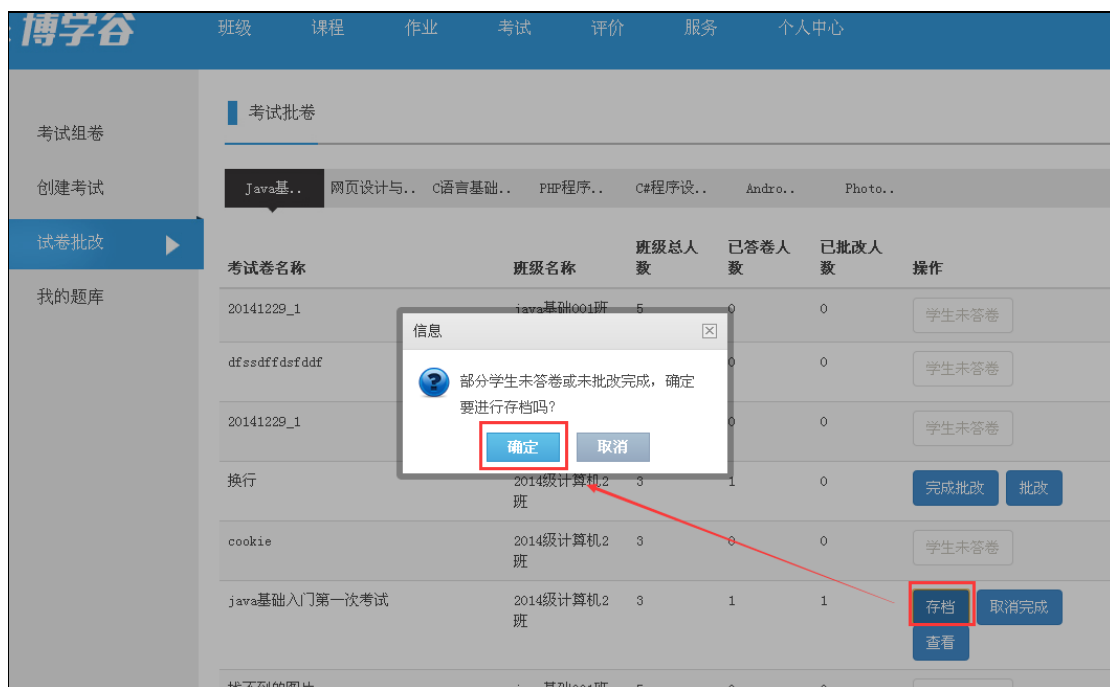 博学谷
班级 课程 作业 考试 评价 服务 个人中心
考试组卷
创建考试
试卷批改
我的题库
考试批卷
Java基.. 网页设计与.. C语言基础.. PHP程序.. C#程序设.. Andro.. Photo..
考试卷名称 班级名称 班级总人数 已答卷人数 已批改人数 操作
20141229_1 java基础001班 5 0 0 学生未答卷
dfssdffdsfddf 0 0 学生未答卷
20141229_1 0 0 学生未答卷
信息
部分学生未答卷或未批改完成，确定
要进行存档吗?
确定 取消
换行 2014级计算机2班 3 1 0 完成批改 批改
cookie 2014级计算机2班 3 0 0 学生未答卷
java基础入门第一次考试 2014级计算机2班 3 1 1 存档 取消完成
查看